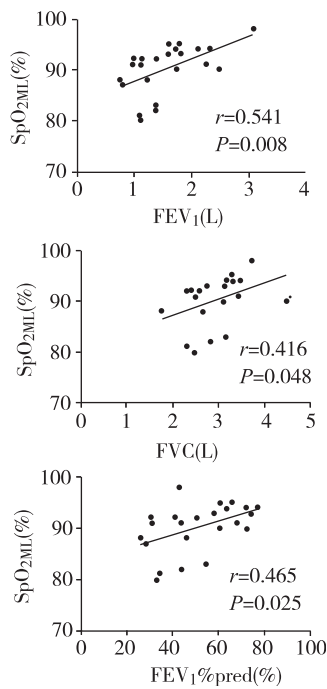 100
90
80
70
SpO2ML(%)
0 1 2 3 4
FEV1(L)
r=0.541
P=0.008
100
90
80
70
SpO2ML(%)
0 1 2 3 4 5
FVC(L)
r=0.416
P=0.048
100
90
80
70
SpO2ML(%)
0 20 40 60 80 100
FEV1%pred(%)
r=0.465
P=0.025